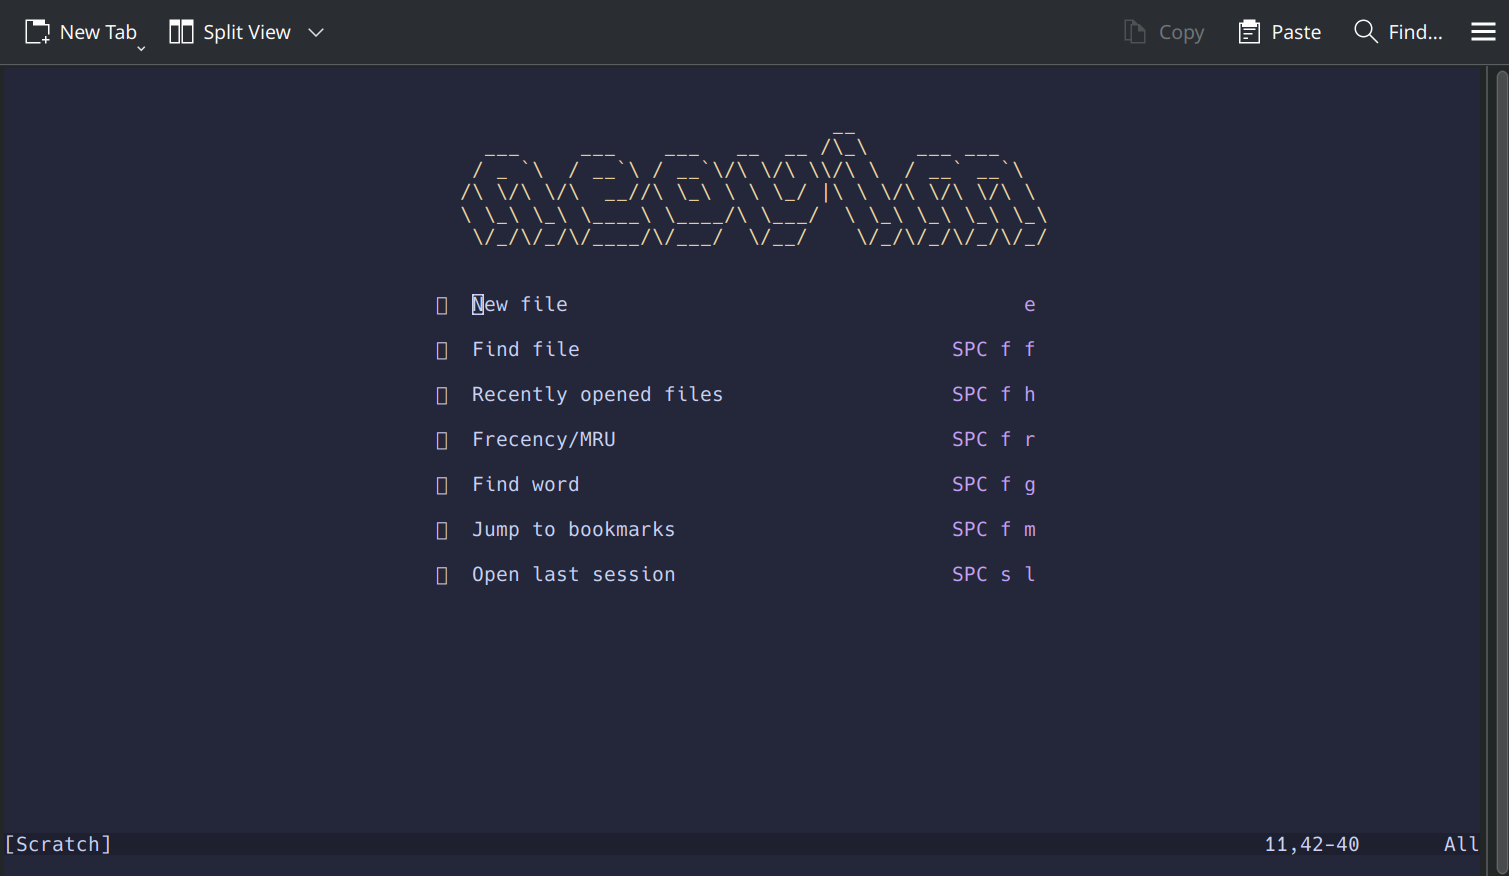 New Tab Split View Copy Paste Find...
neovim
New file e
Find file SPC f f
Recently opened files SPC f h
Frecency/MRU SPC f r
Find word SPC f g
Jump to bookmarks SPC f m
Open last session SPC s l
[Scratch] 11,42-40 All